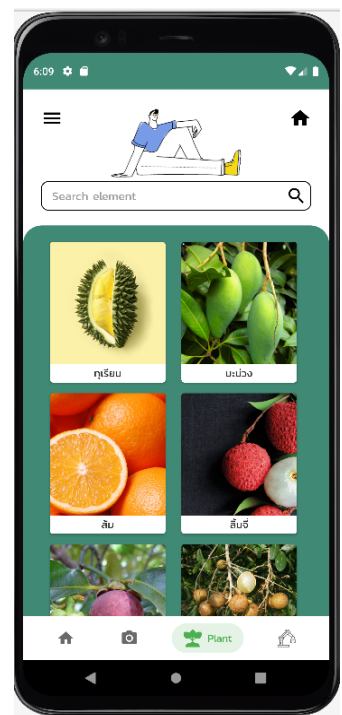 6:09
Search element
ทุเรียน
มะม่วง
ส้ม
ลิ้นจี่
Plant